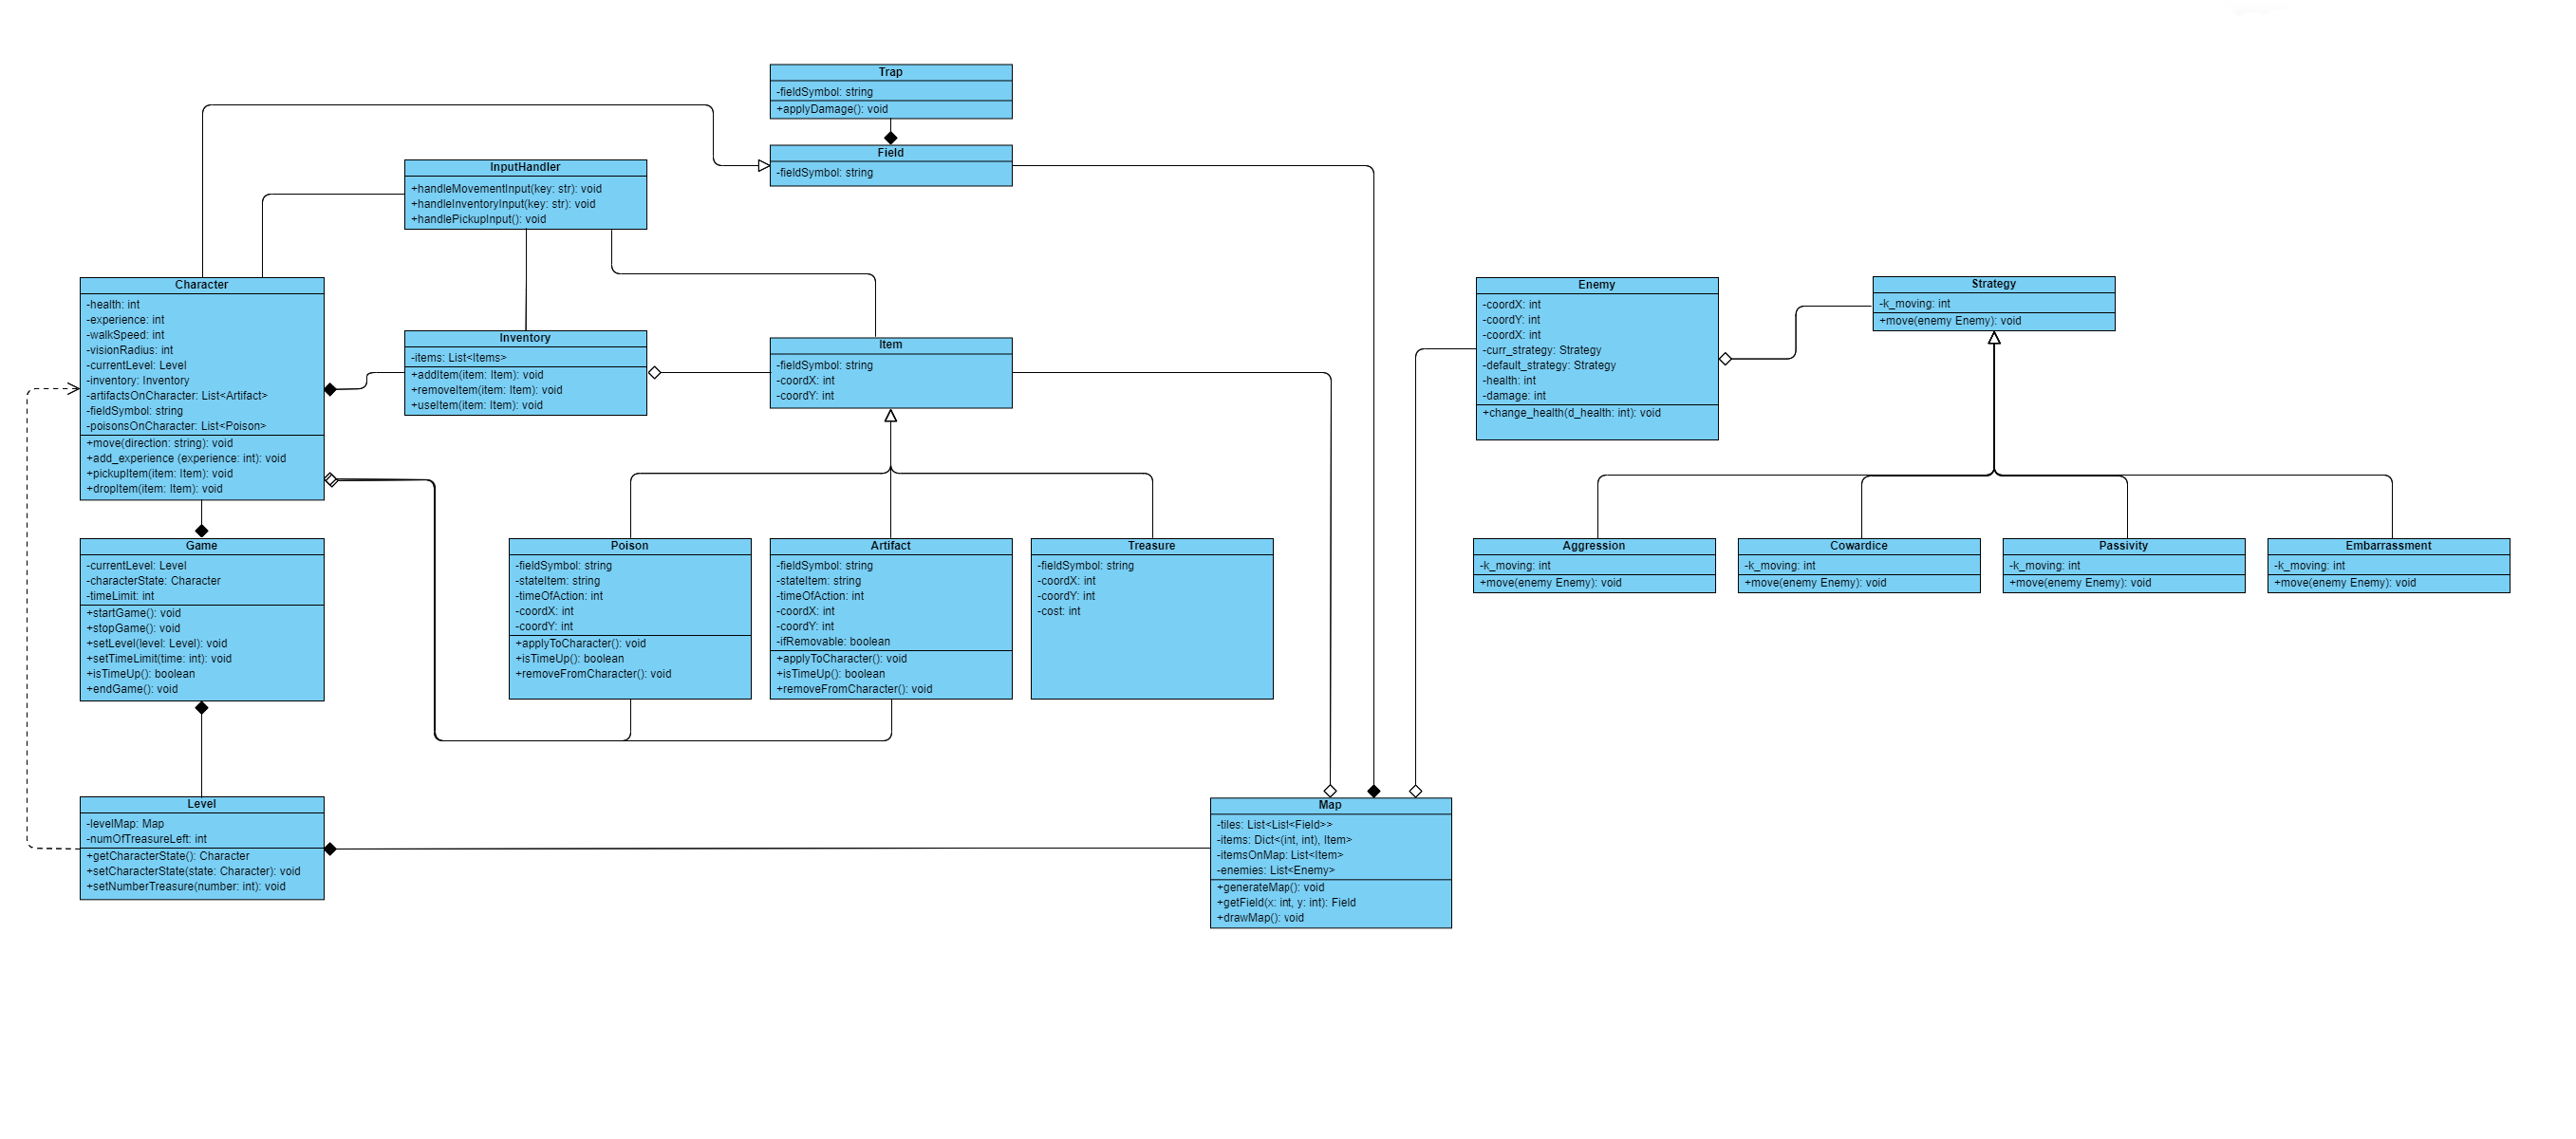 Trap
-fieldSymbol: string
+applyDamage(): void
Field
-fieldSymbol: string
InputHandler
+handleMovementInput(key: str): void
+handleInventoryInput(key: str): void
+handlePickupInput(): void
Character
-health: int
-experience: int
-walkSpeed: int
-visionRadius: int
-currentLevel: Level
-inventory: Inventory
-artifactsOnCharacter: List<Artifact>
-fieldSymbol: string
-poisonsOnCharacter: List<Poison>
+move(direction: string): void
+add_experience (experience: int): void
+pickupItem(item: Item): void
+dropItem(item: Item): void
Inventory
-items: List<Items>
+addItem(item: Item): void
+removeItem(item: Item): void
+useItem(item: Item): void
Item
-fieldSymbol: string
-coordX: int
-coordY: int
Enemy
-coordX: int
-coordY: int
-coordX: int
-curr_strategy: Strategy
-default_strategy: Strategy
-health: int
-damage: int
+change_health(d_health: int): void
Strategy
-k_moving: int
+move(enemy Enemy): void
Game
-currentLevel: Level
-characterState: Character
-timeLimit: int
+startGame(): void
+stopGame(): void
+setLevel(level: Level): void
+setTimeLimit(time: int): void
+isTimeUp(): boolean
+endGame(): void
Poison
-fieldSymbol: string
-stateItem: string
-timeOfAction: int
-coordX: int
-coordY: int
+applyToCharacter(): void
+isTimeUp(): boolean
+removeFromCharacter(): void
Artifact
-fieldSymbol: string
-stateItem: string
-timeOfAction: int
-coordX: int
-coordY: int
-ifRemovable: boolean
+applyToCharacter(): void
+isTimeUp(): boolean
+removeFromCharacter(): void
Treasure
-fieldSymbol: string
-coordX: int
-coordY: int
-cost: int
Aggression
-k_moving: int
+move(enemy Enemy): void
Cowardice
-k_moving: int
+move(enemy Enemy): void
Passivity
-k_moving: int
+move(enemy Enemy): void
Embarrassment
-k_moving: int
+move(enemy Enemy): void
Level
-levelMap: Map
-numOfTreasureLeft: int
+getCharacterState(): Character
+setCharacterState(state: Character): void
+setNumberTreasure(number: int): void
Map
-tiles: List<List<Field>>
-items: Dict<(int, int), Item>
-itemsOnMap: List<Item>
-enemies: List<Enemy>
+generateMap(): void
+getField(x: int, y: int): Field
+drawMap(): void